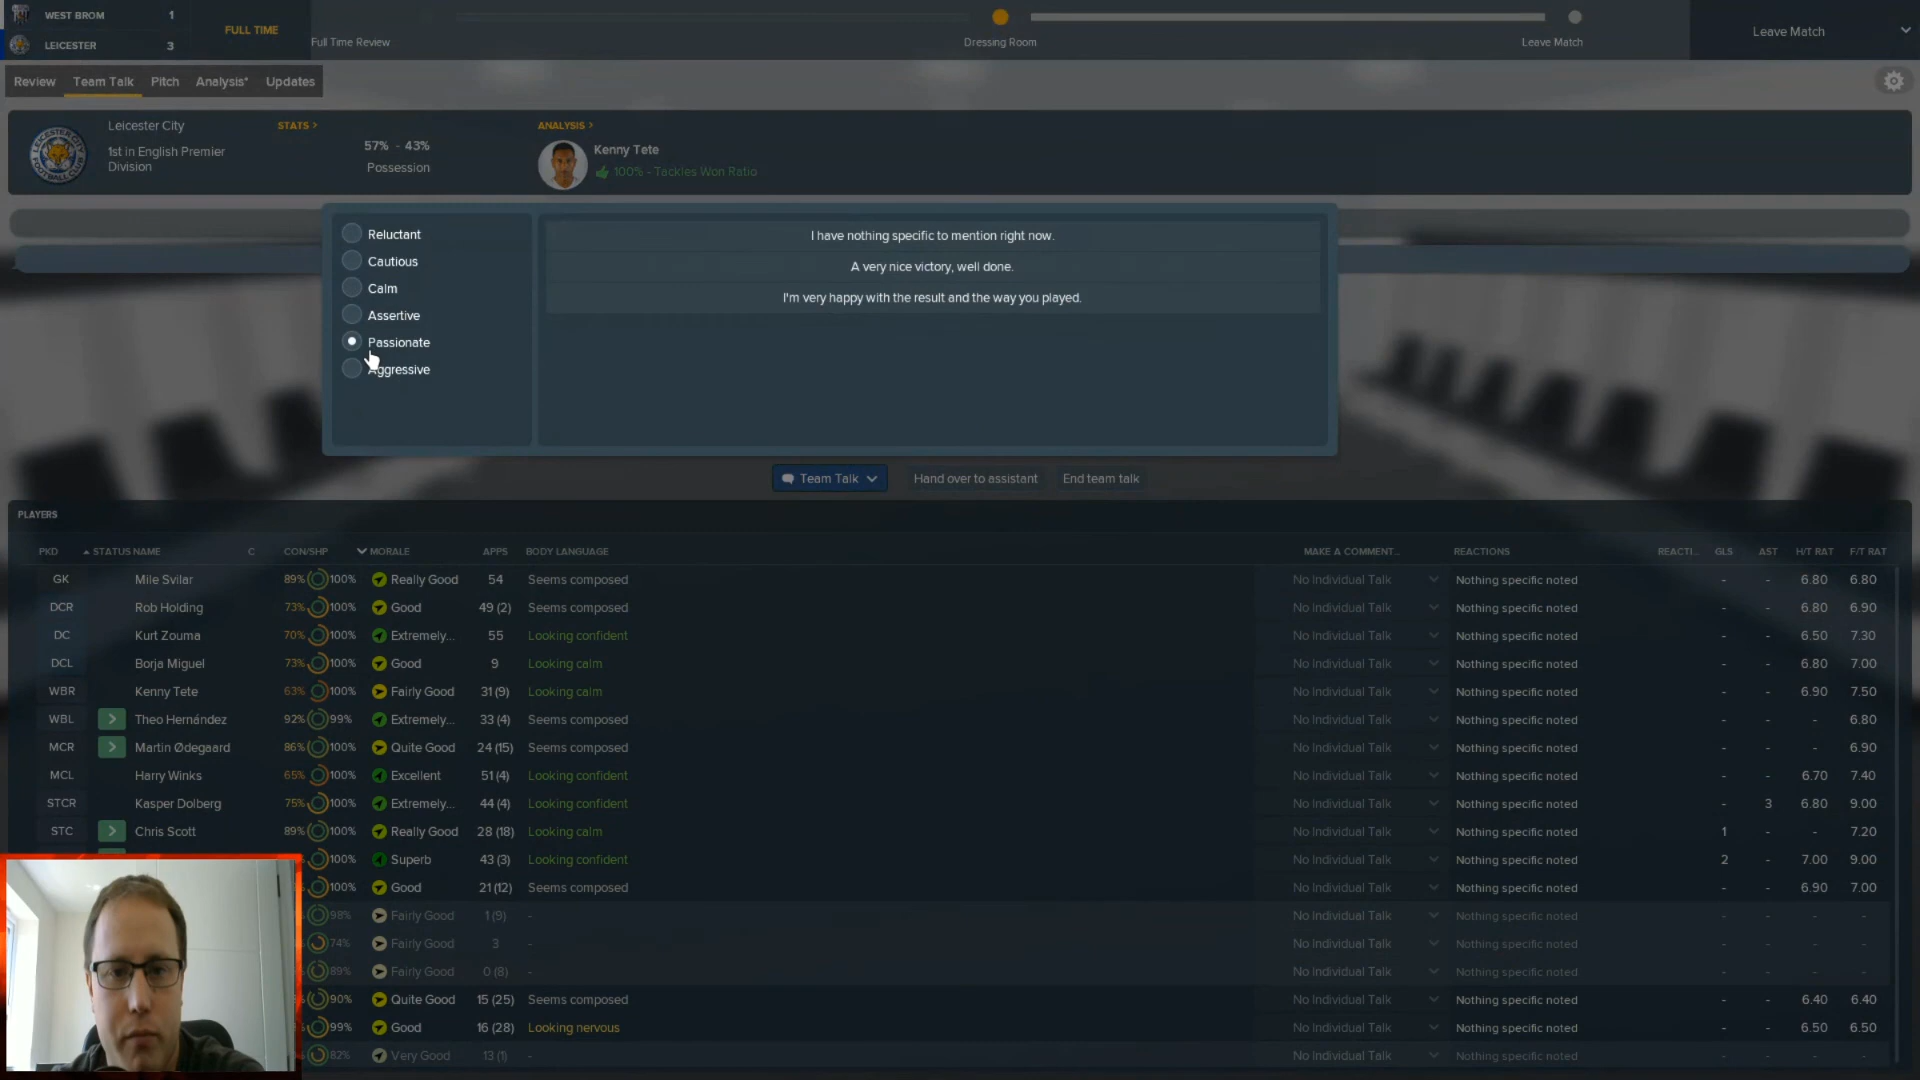 WEST BROM 1
LEICESTER 3
FULL TIME
Full Time Review
Dressing Room
Leave Match
Leave Match
Review Team Talk Pitch Analysis* Updates
Leicester City
1st in English Premier
Division
STATS >
57% - 43%
Possession
ANALYSIS >
Kenny Tete
100% - Tackles Won Ratio
Reluctant
Cautious
Calm
Assertive
Passionate
Aggressive
I have nothing specific to mention right now.
A very nice victory, well done.
I'm very happy with the result and the way you played.
Team Talk
Hand over to assistant
End team talk
PLAYERS
PKD STATUS NAME C CON/SHP MORALE APPS BODY LANGUAGE MAKE A COMMENT... REACTIONS REACTI... GLS AST H/T RAT F/T RAT
GK Mile Svilar 89% 100% Really Good 54 Seems composed No Individual Talk Nothing specific noted - - 6.80 6.80
DCR Rob Holding 73% 100% Good 49 (2) Seems composed No Individual Talk Nothing specific noted - - 6.80 6.90
DC Kurt Zouma 70% 100% Extremely... 55 Looking confident No Individual Talk Nothing specific noted - - 6.50 7.30
DCL Borja Miguel 73% 100% Good 9 Looking calm No Individual Talk Nothing specific noted - - 6.80 7.00
WBR Kenny Tete 63% 100% Fairly Good 31 (9) Looking calm No Individual Talk Nothing specific noted - - 6.90 7.50
WBL Theo Hernández 92% 99% Extremely... 33 (4) Seems composed No Individual Talk Nothing specific noted - - - 6.80
MCR Martin Ødegaard 86% 100% Quite Good 24 (15) Seems composed No Individual Talk Nothing specific noted - - - 6.90
MCL Harry Winks 65% 100% Excellent 51 (4) Looking confident No Individual Talk Nothing specific noted - - 6.70 7.40
STCR Kasper Dolberg 75% 100% Extremely... 44 (4) Looking confident No Individual Talk Nothing specific noted - 3 6.80 9.00
STC Chris Scott 89% 100% Really Good 28 (18) Looking calm No Individual Talk Nothing specific noted 1 - - 7.20
100% Superb 43 (3) Looking confident No Individual Talk Nothing specific noted 2 - 7.00 9.00
100% Good 21 (12) Seems composed No Individual Talk Nothing specific noted - - 6.90 7.00
98% Fairly Good 1 (9) - No Individual Talk Nothing specific noted - - - -
74% Fairly Good 3 - No Individual Talk Nothing specific noted - - - -
89% Fairly Good 0 (8) - No Individual Talk Nothing specific noted - - - -
90% Quite Good 15 (25) Seems composed No Individual Talk Nothing specific noted - - 6.40 6.40
99% Good 16 (28) Looking nervous No Individual Talk Nothing specific noted - - 6.50 6.50
82% Very Good 13 (1) - No Individual Talk Nothing specific noted - - - -